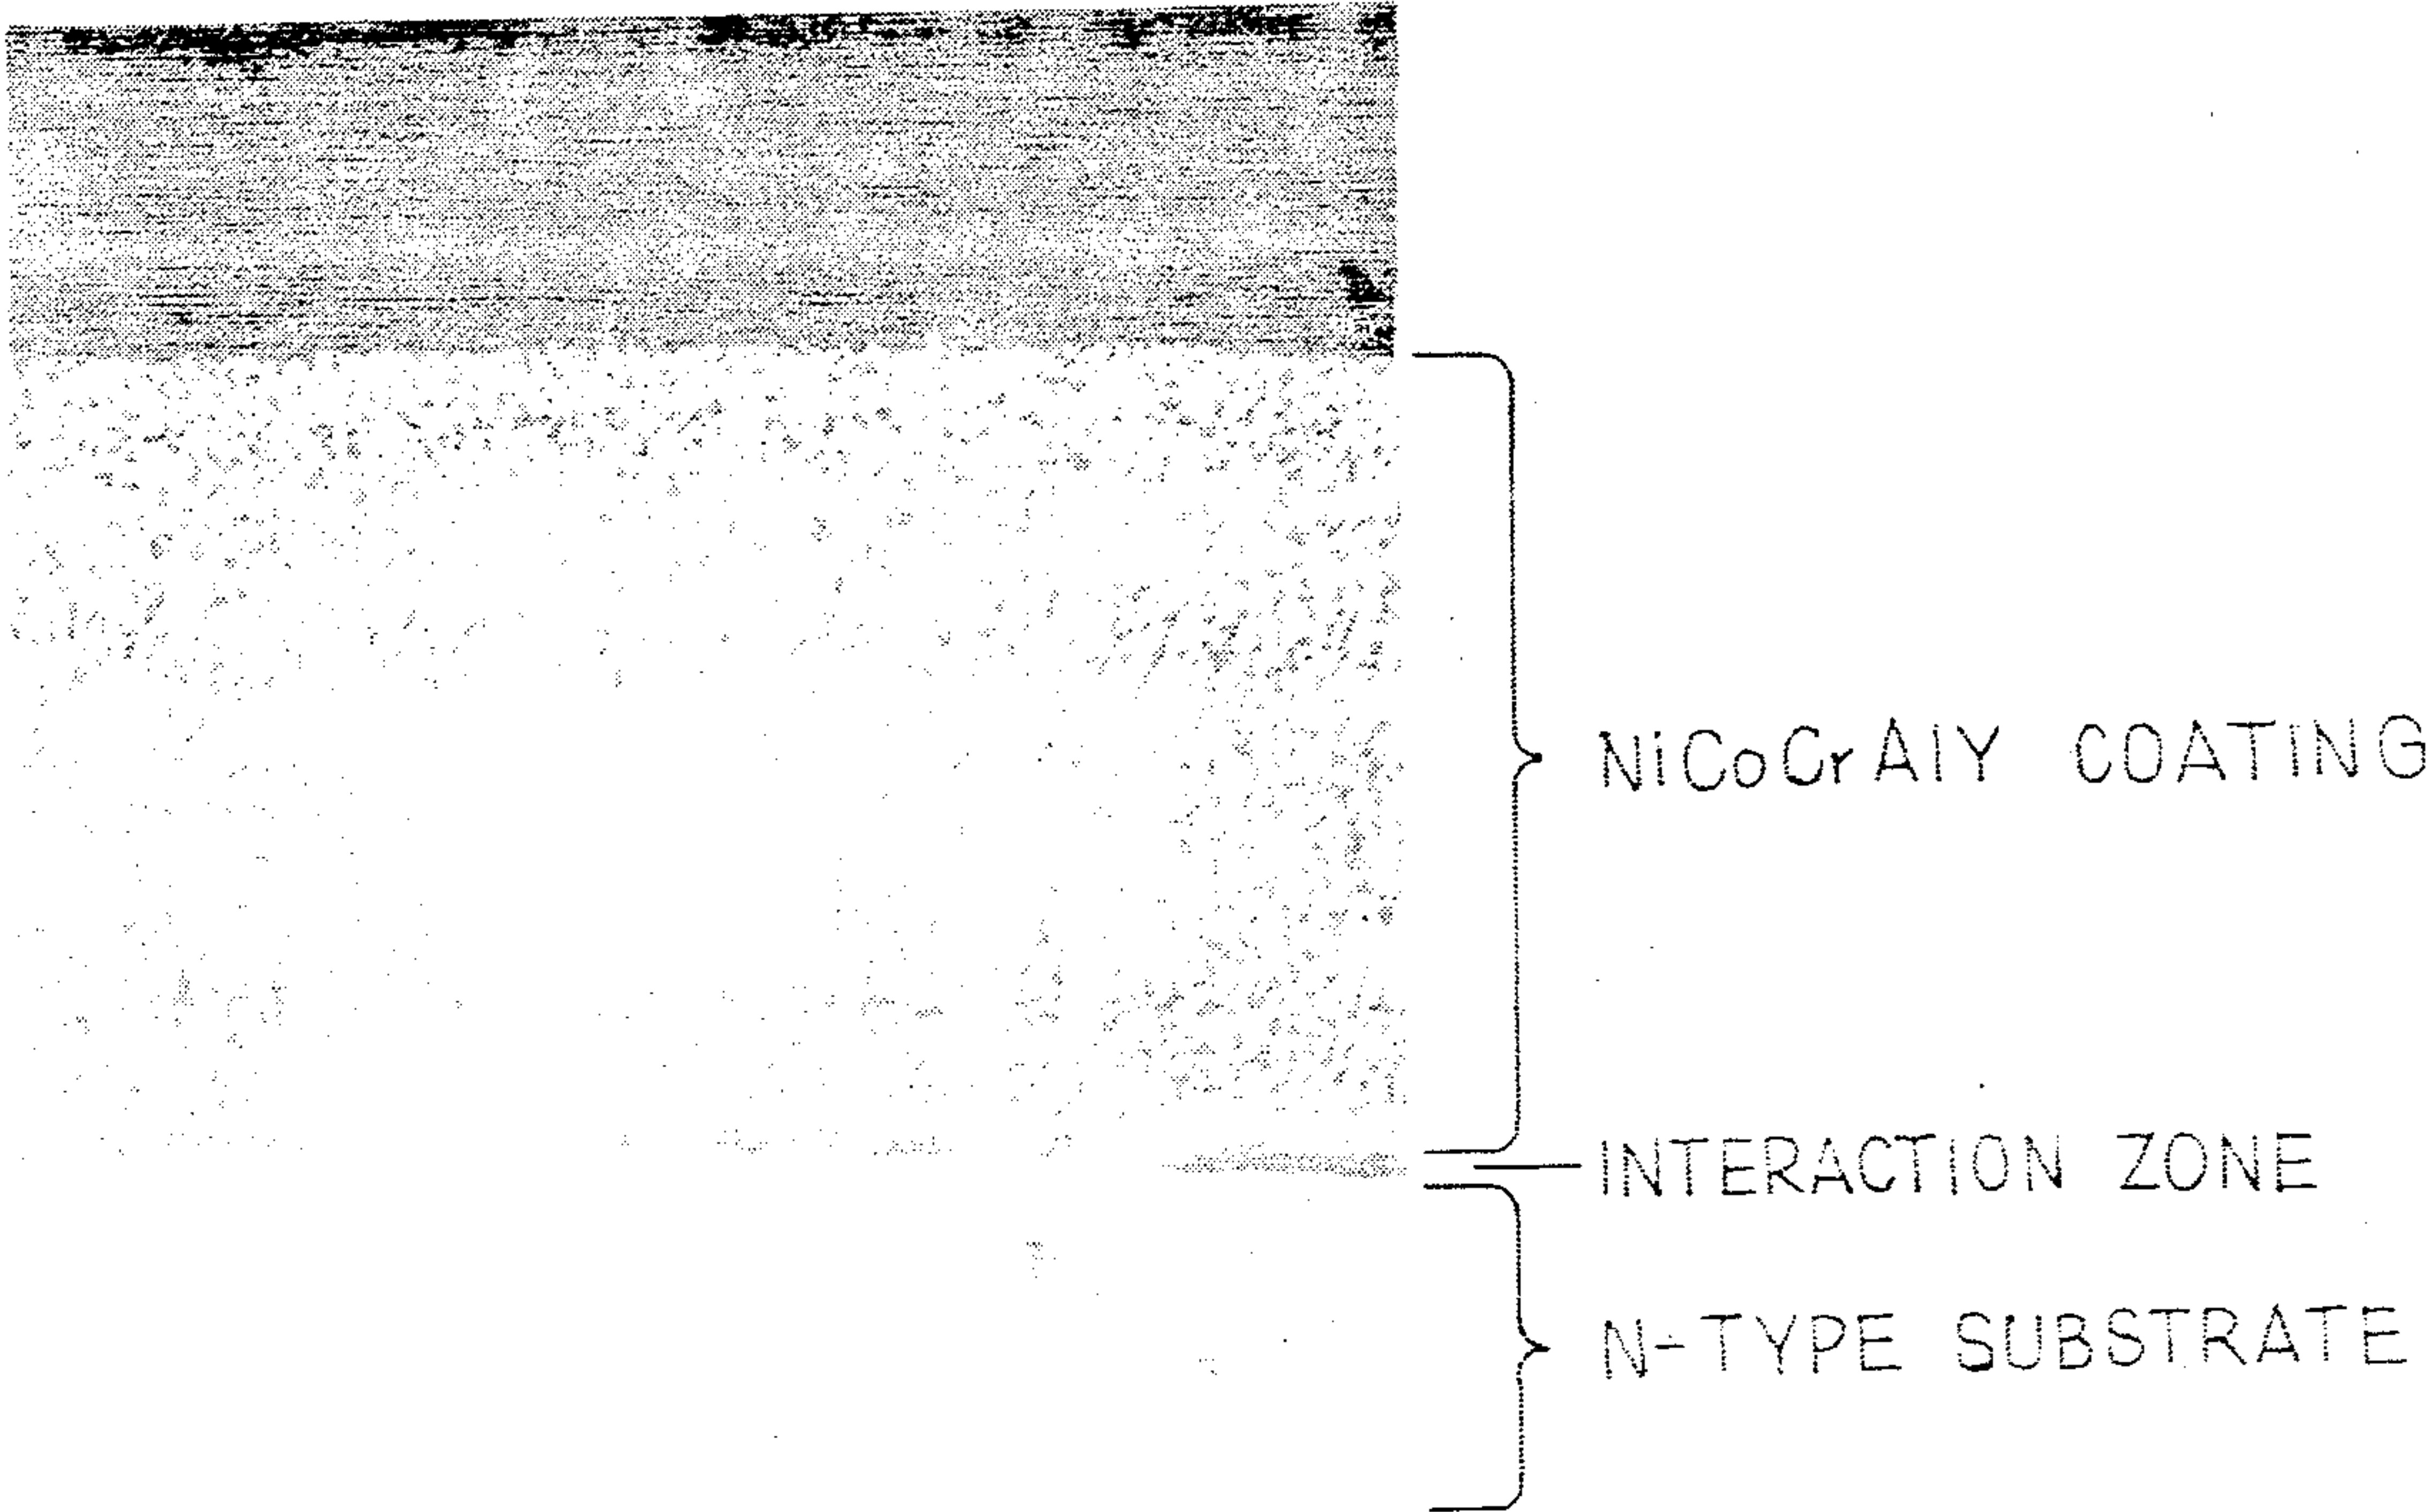 NiCoCrAlY COATING
INTERACTION ZONE
N-TYPE SUBSTRATE